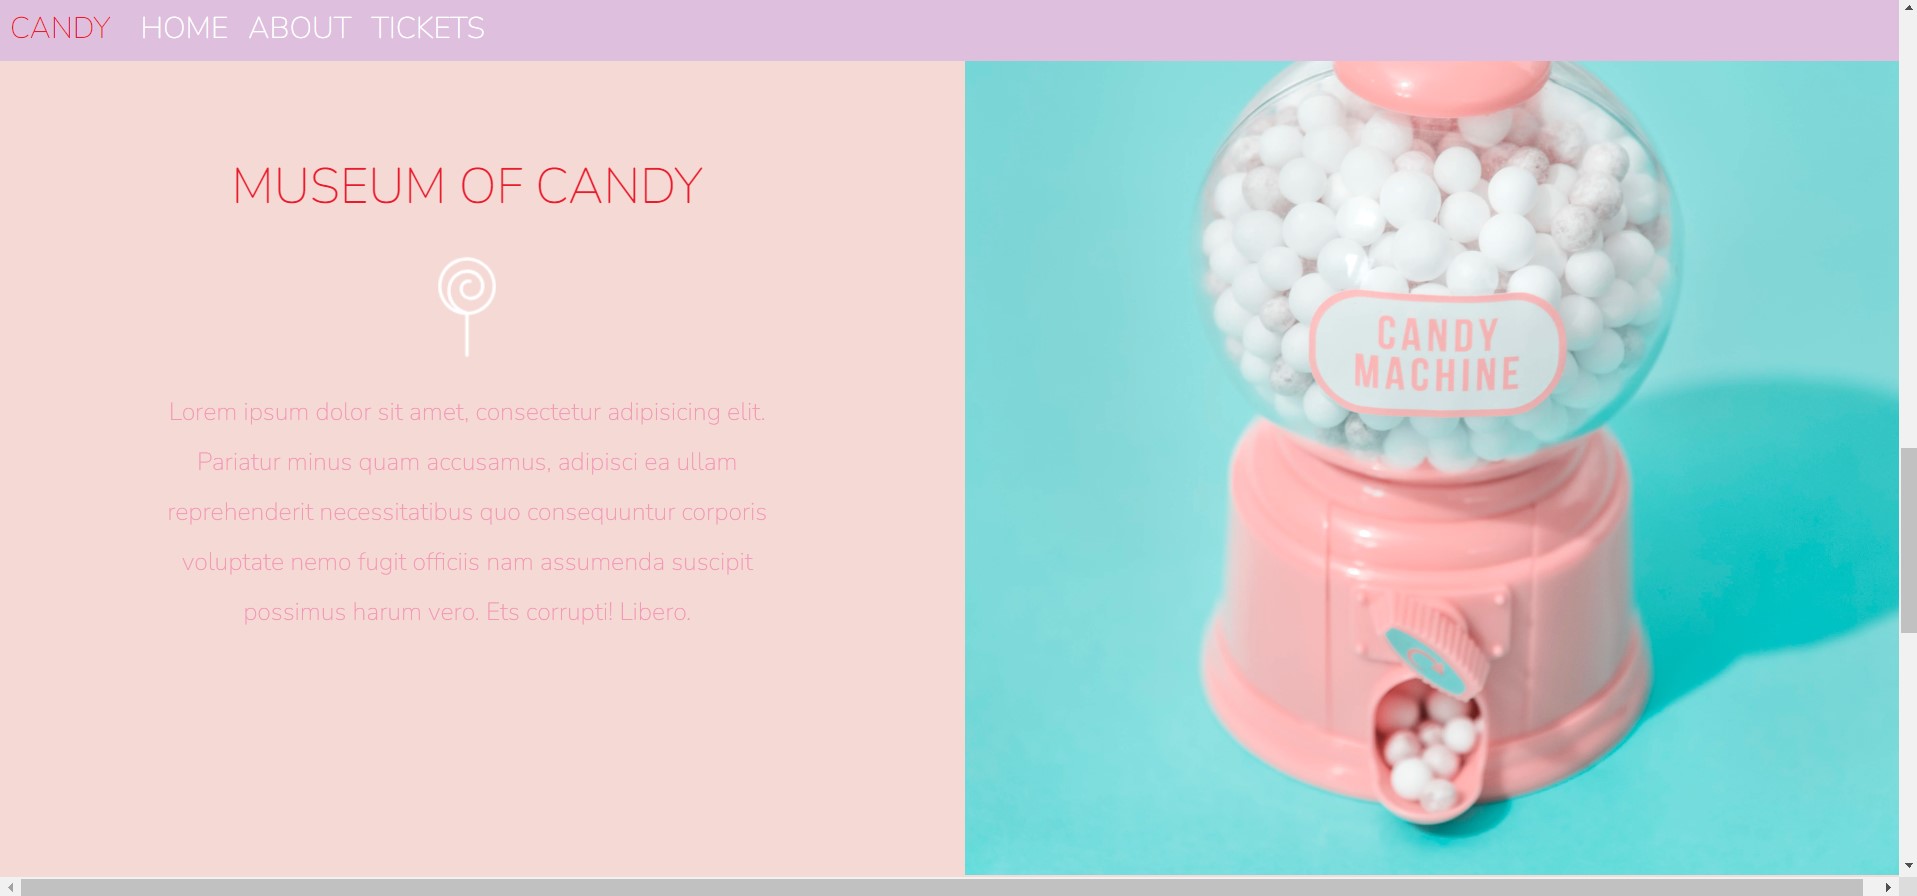 CANDY HOME ABOUT TICKETS
MUSEUM OF CANDY
Lorem ipsum dolor sit amet, consectetur adipisicing elit.
Pariatur minus quam accusamus, adipisci ea ullam
reprehenderit necessitatibus quo consequuntur corporis
voluptate nemo fugit officiis nam assumenda suscipit
possimus harum vero. Ets corrupti! Libero.
CANDY
MACHINE